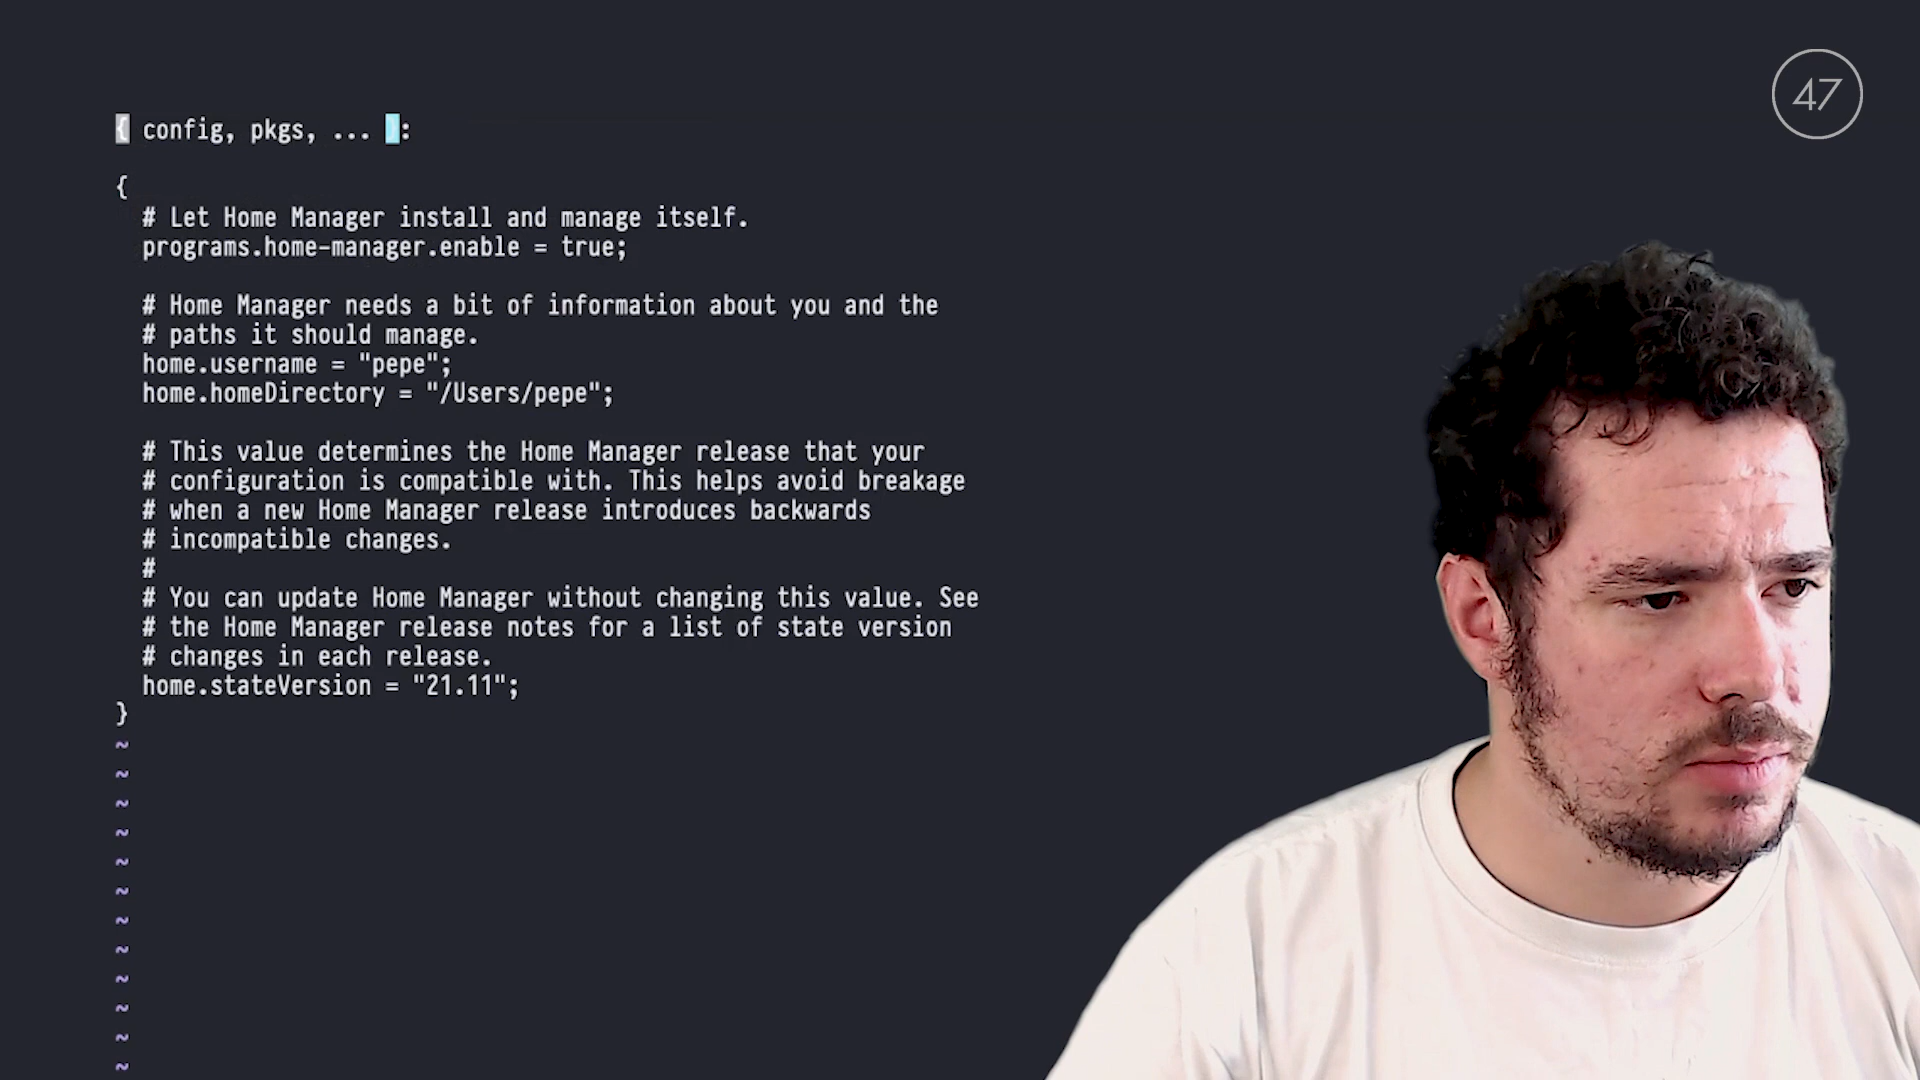 47
{ config, pkgs, ... }:
{
# Let Home Manager install and manage itself.
programs.home-manager.enable = true;
# Home Manager needs a bit of information about you and the
# paths it should manage.
home.username = "pepe";
home.homeDirectory = "/Users/pepe";
# This value determines the Home Manager release that your
# configuration is compatible with. This helps avoid breakage
# when a new Home Manager release introduces backwards
# incompatible changes.
#
# You can update Home Manager without changing this value. See
# the Home Manager release notes for a list of state version
# changes in each release.
home.stateVersion = "21.11";
}
~
~
~
~
~
~
~
~
~
~
~
~